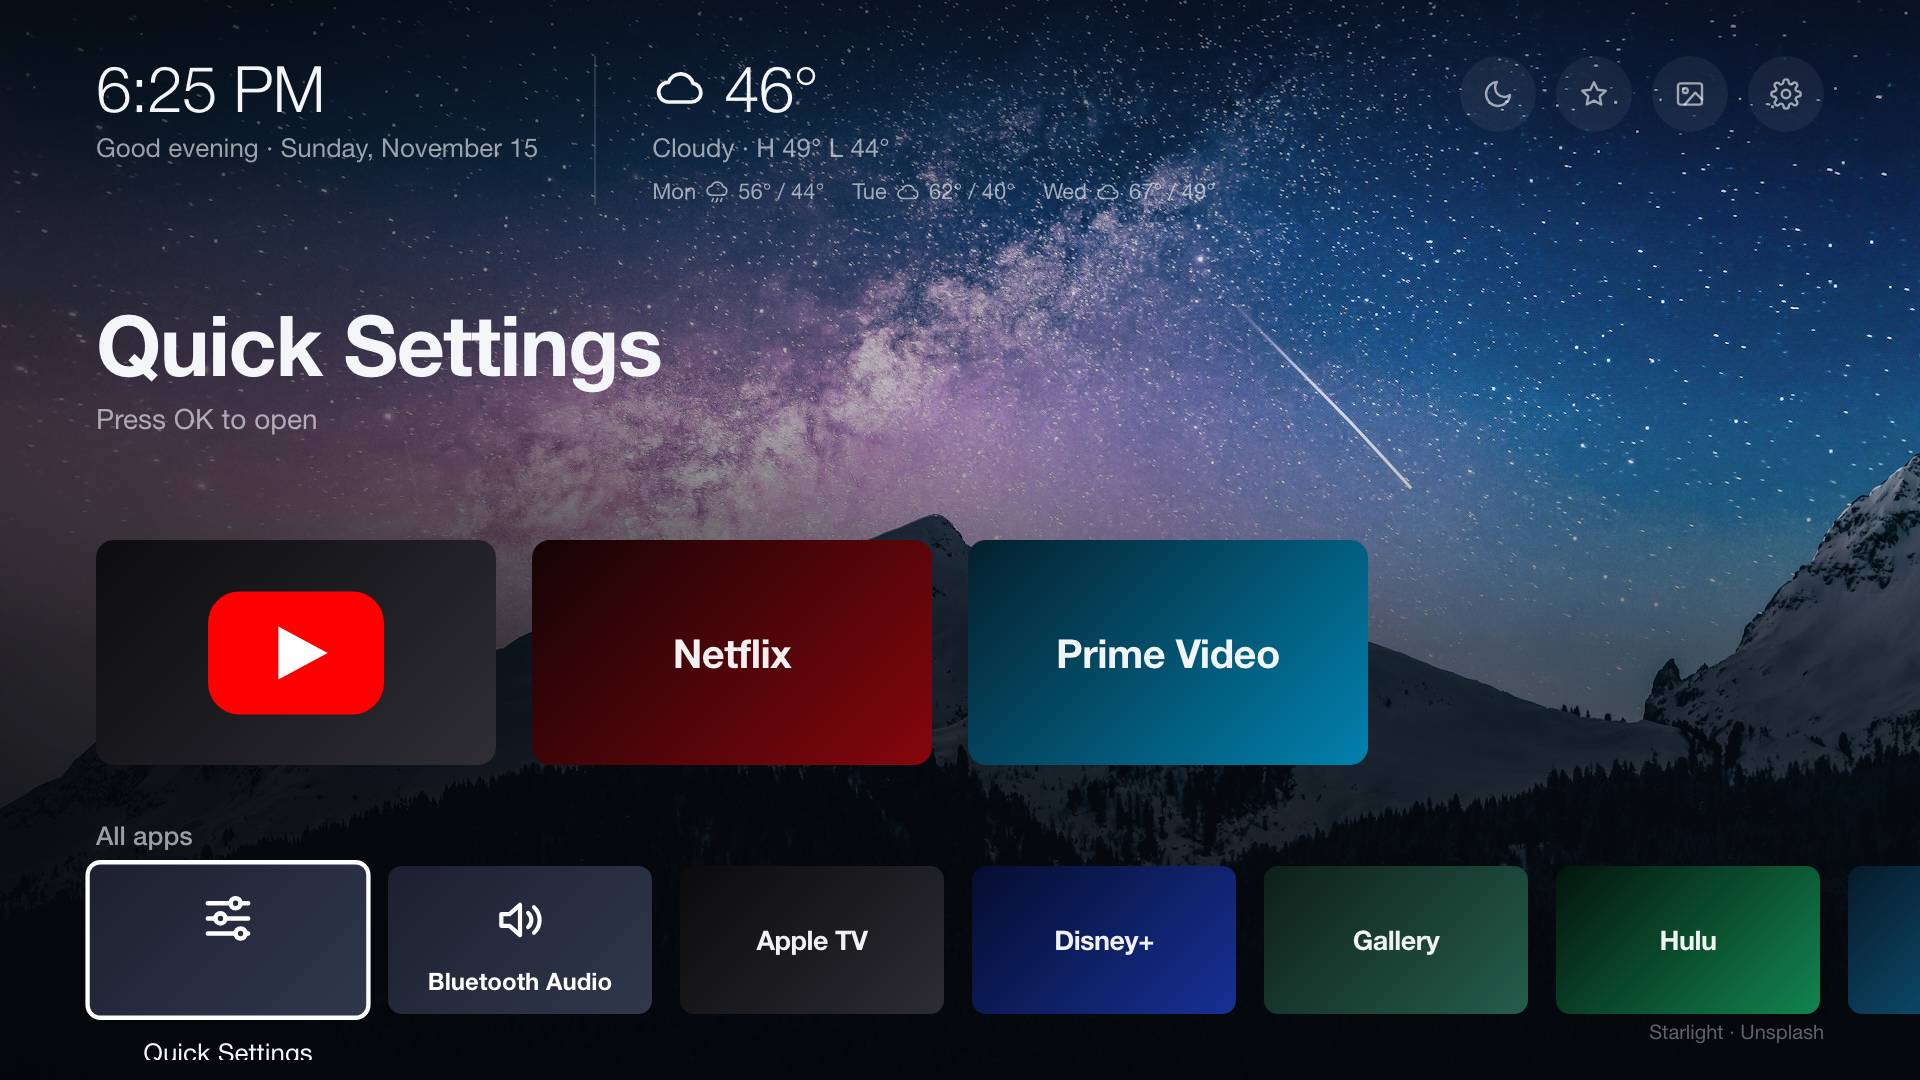 6:25 PM
Good evening · Sunday, November 15
46°
Cloudy · H 49° L 44°
Mon 56° / 44° Tue 62° / 40° Wed 67° / 49°
Quick Settings
Press OK to open
Netflix
Prime Video
All apps
Bluetooth Audio
Apple TV
Disney+
Gallery
Hulu
Quick Settings
Starlight · Unsplash